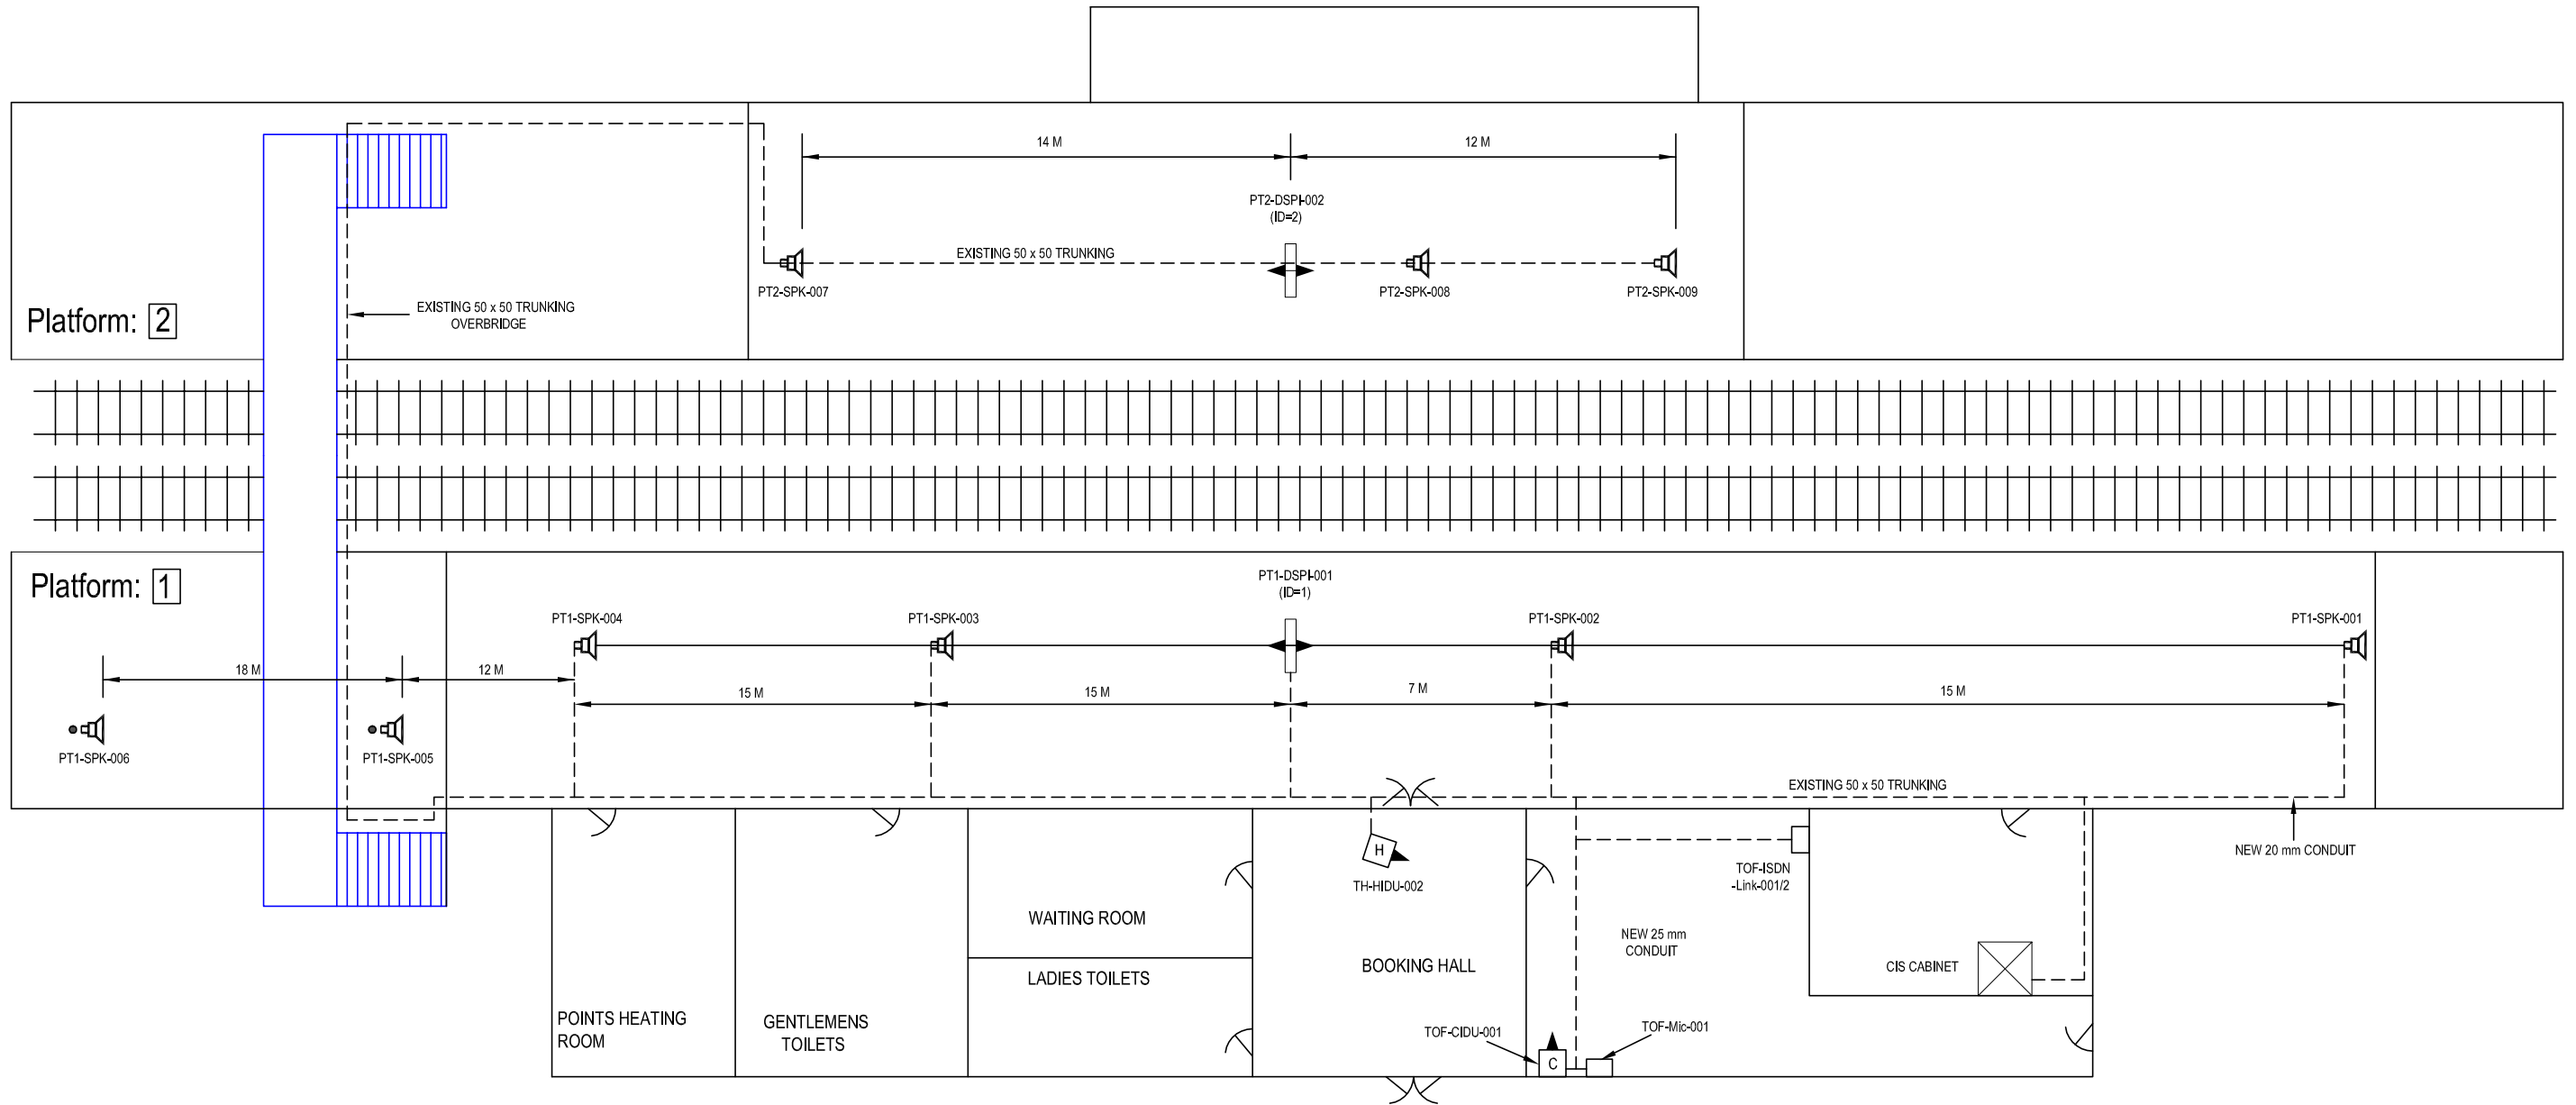 14 M
12 M
PT2-DSPI-002
(ID=2)
EXISTING 50 x 50 TRUNKING
PT2-SPK-007
PT2-SPK-008
PT2-SPK-009
EXISTING 50 x 50 TRUNKING
OVERBRIDGE
Platform: 2
Platform: 1
PT1-DSPI-001
(ID=1)
PT1-SPK-004
PT1-SPK-003
PT1-SPK-002
PT1-SPK-001
18 M
12 M
15 M
15 M
7 M
15 M
PT1-SPK-006
PT1-SPK-005
EXISTING 50 x 50 TRUNKING
NEW 20 mm CONDUIT
H
TH-HIDU-002
TOF-ISDN
-Link-001/2
WAITING ROOM
LADIES TOILETS
BOOKING HALL
NEW 25 mm
CONDUIT
CIS CABINET
POINTS HEATING
ROOM
GENTLEMENS
TOILETS
TOF-CIDU-001
TOF-Mic-001
C